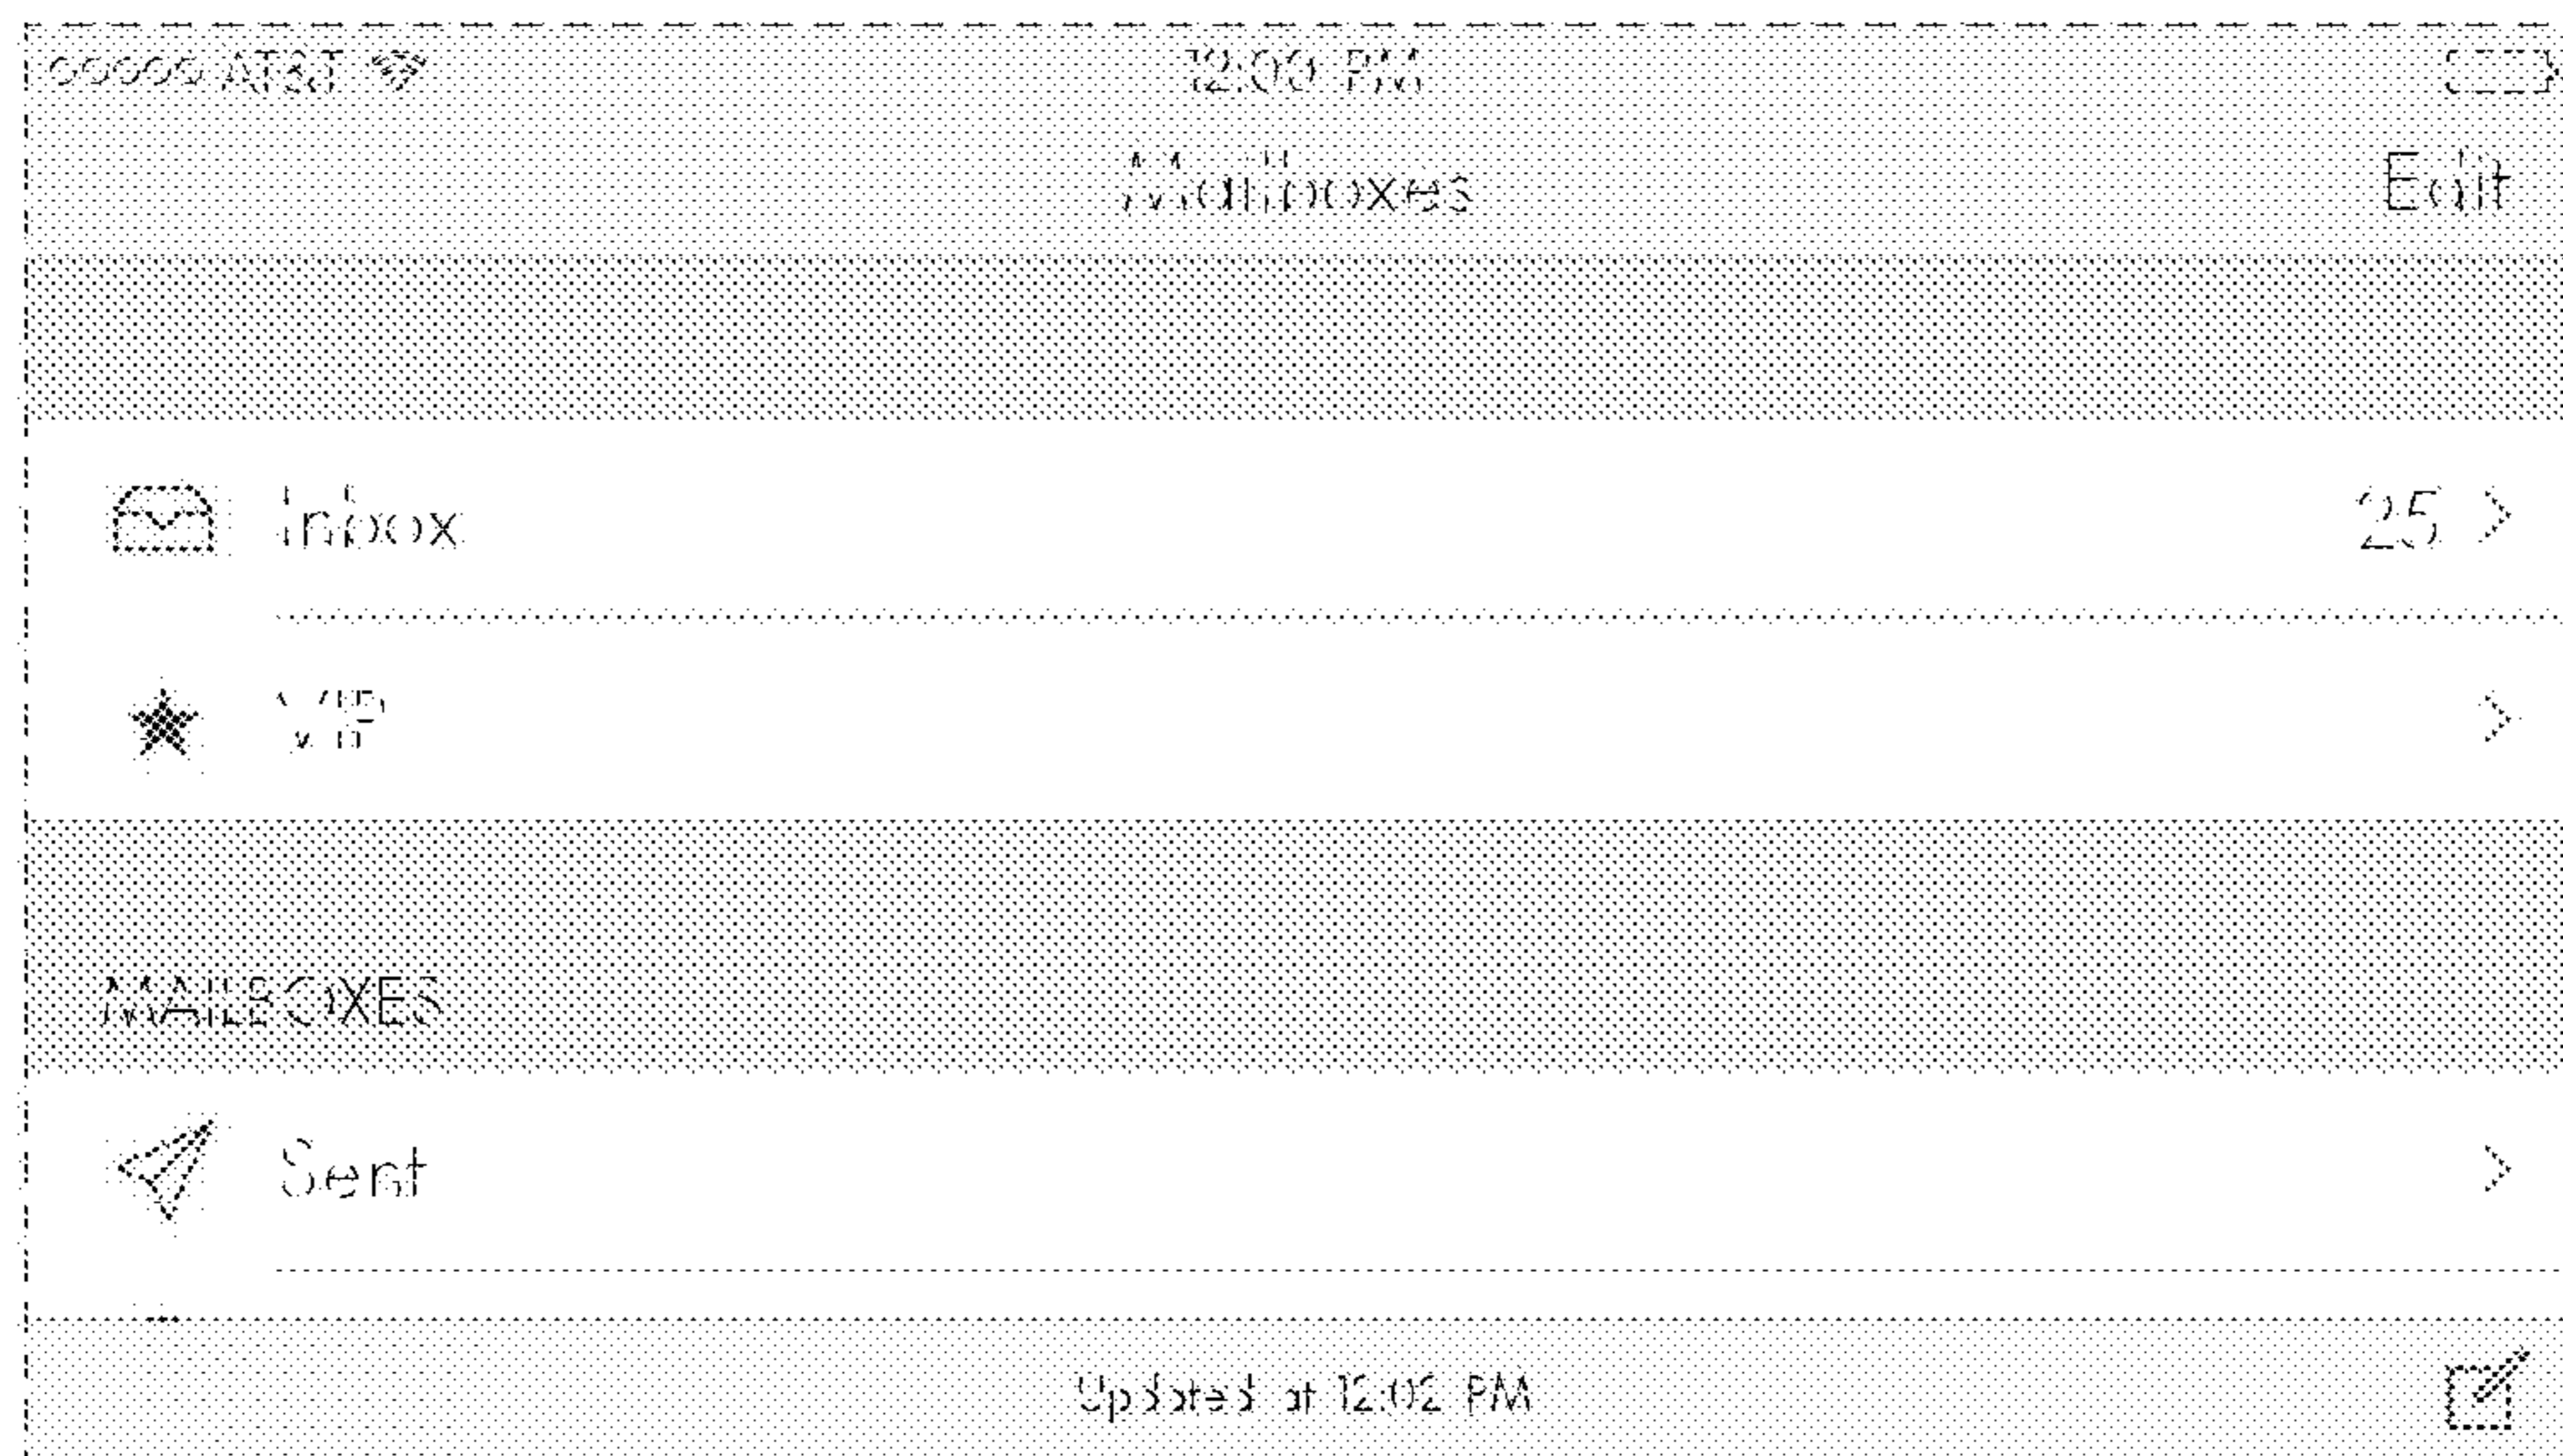 AT&T 12:00 PM
Mailboxes Edit
Inbox 25
VIP
MAILBOXES
Sent
Updated at 12:02 PM